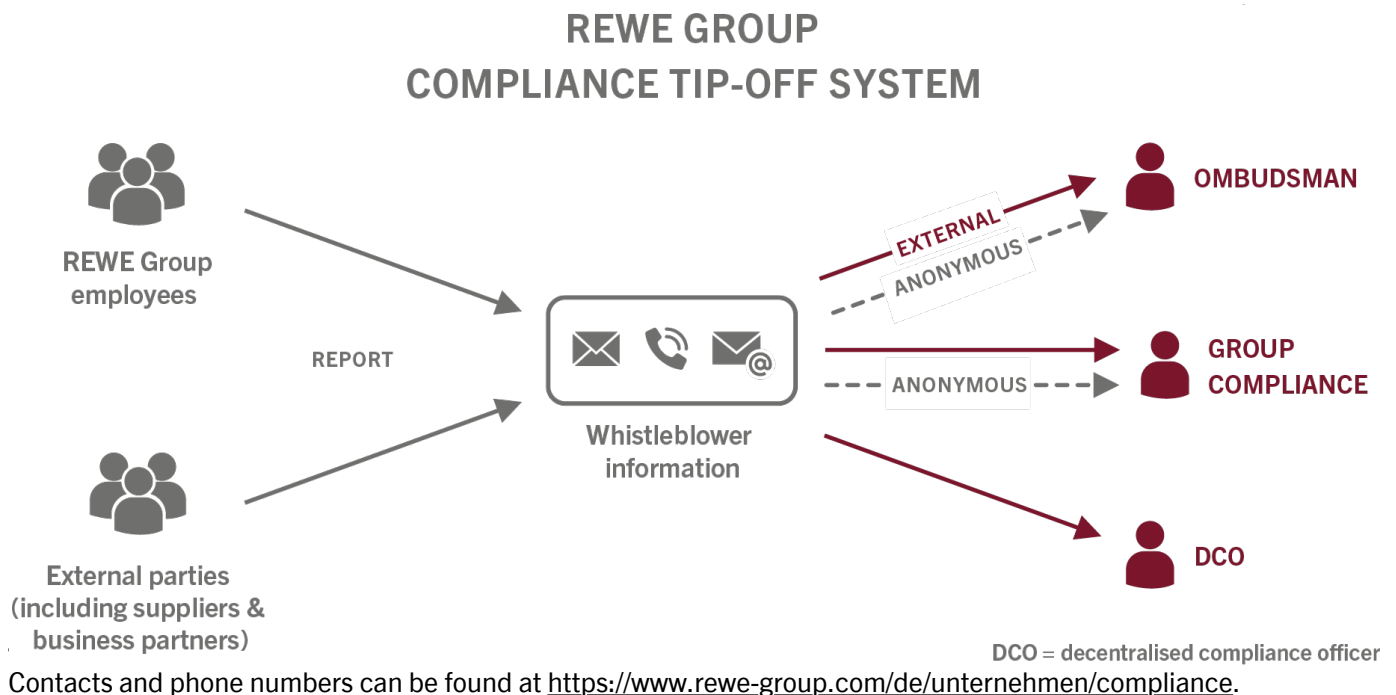 REWE GROUP
COMPLIANCE TIP-OFF SYSTEM
REWE Group
employees
REPORT
External parties
(including suppliers &
business partners)
@
Whistleblower
information
EXTERNAL
ANONYMOUS
OMBUDSMAN
ANONYMOUS
GROUP
COMPLIANCE
DCO
DCO = decentralised compliance officer
Contacts and phone numbers can be found at https://www.rewe-group.com/de/unternehmen/compliance.